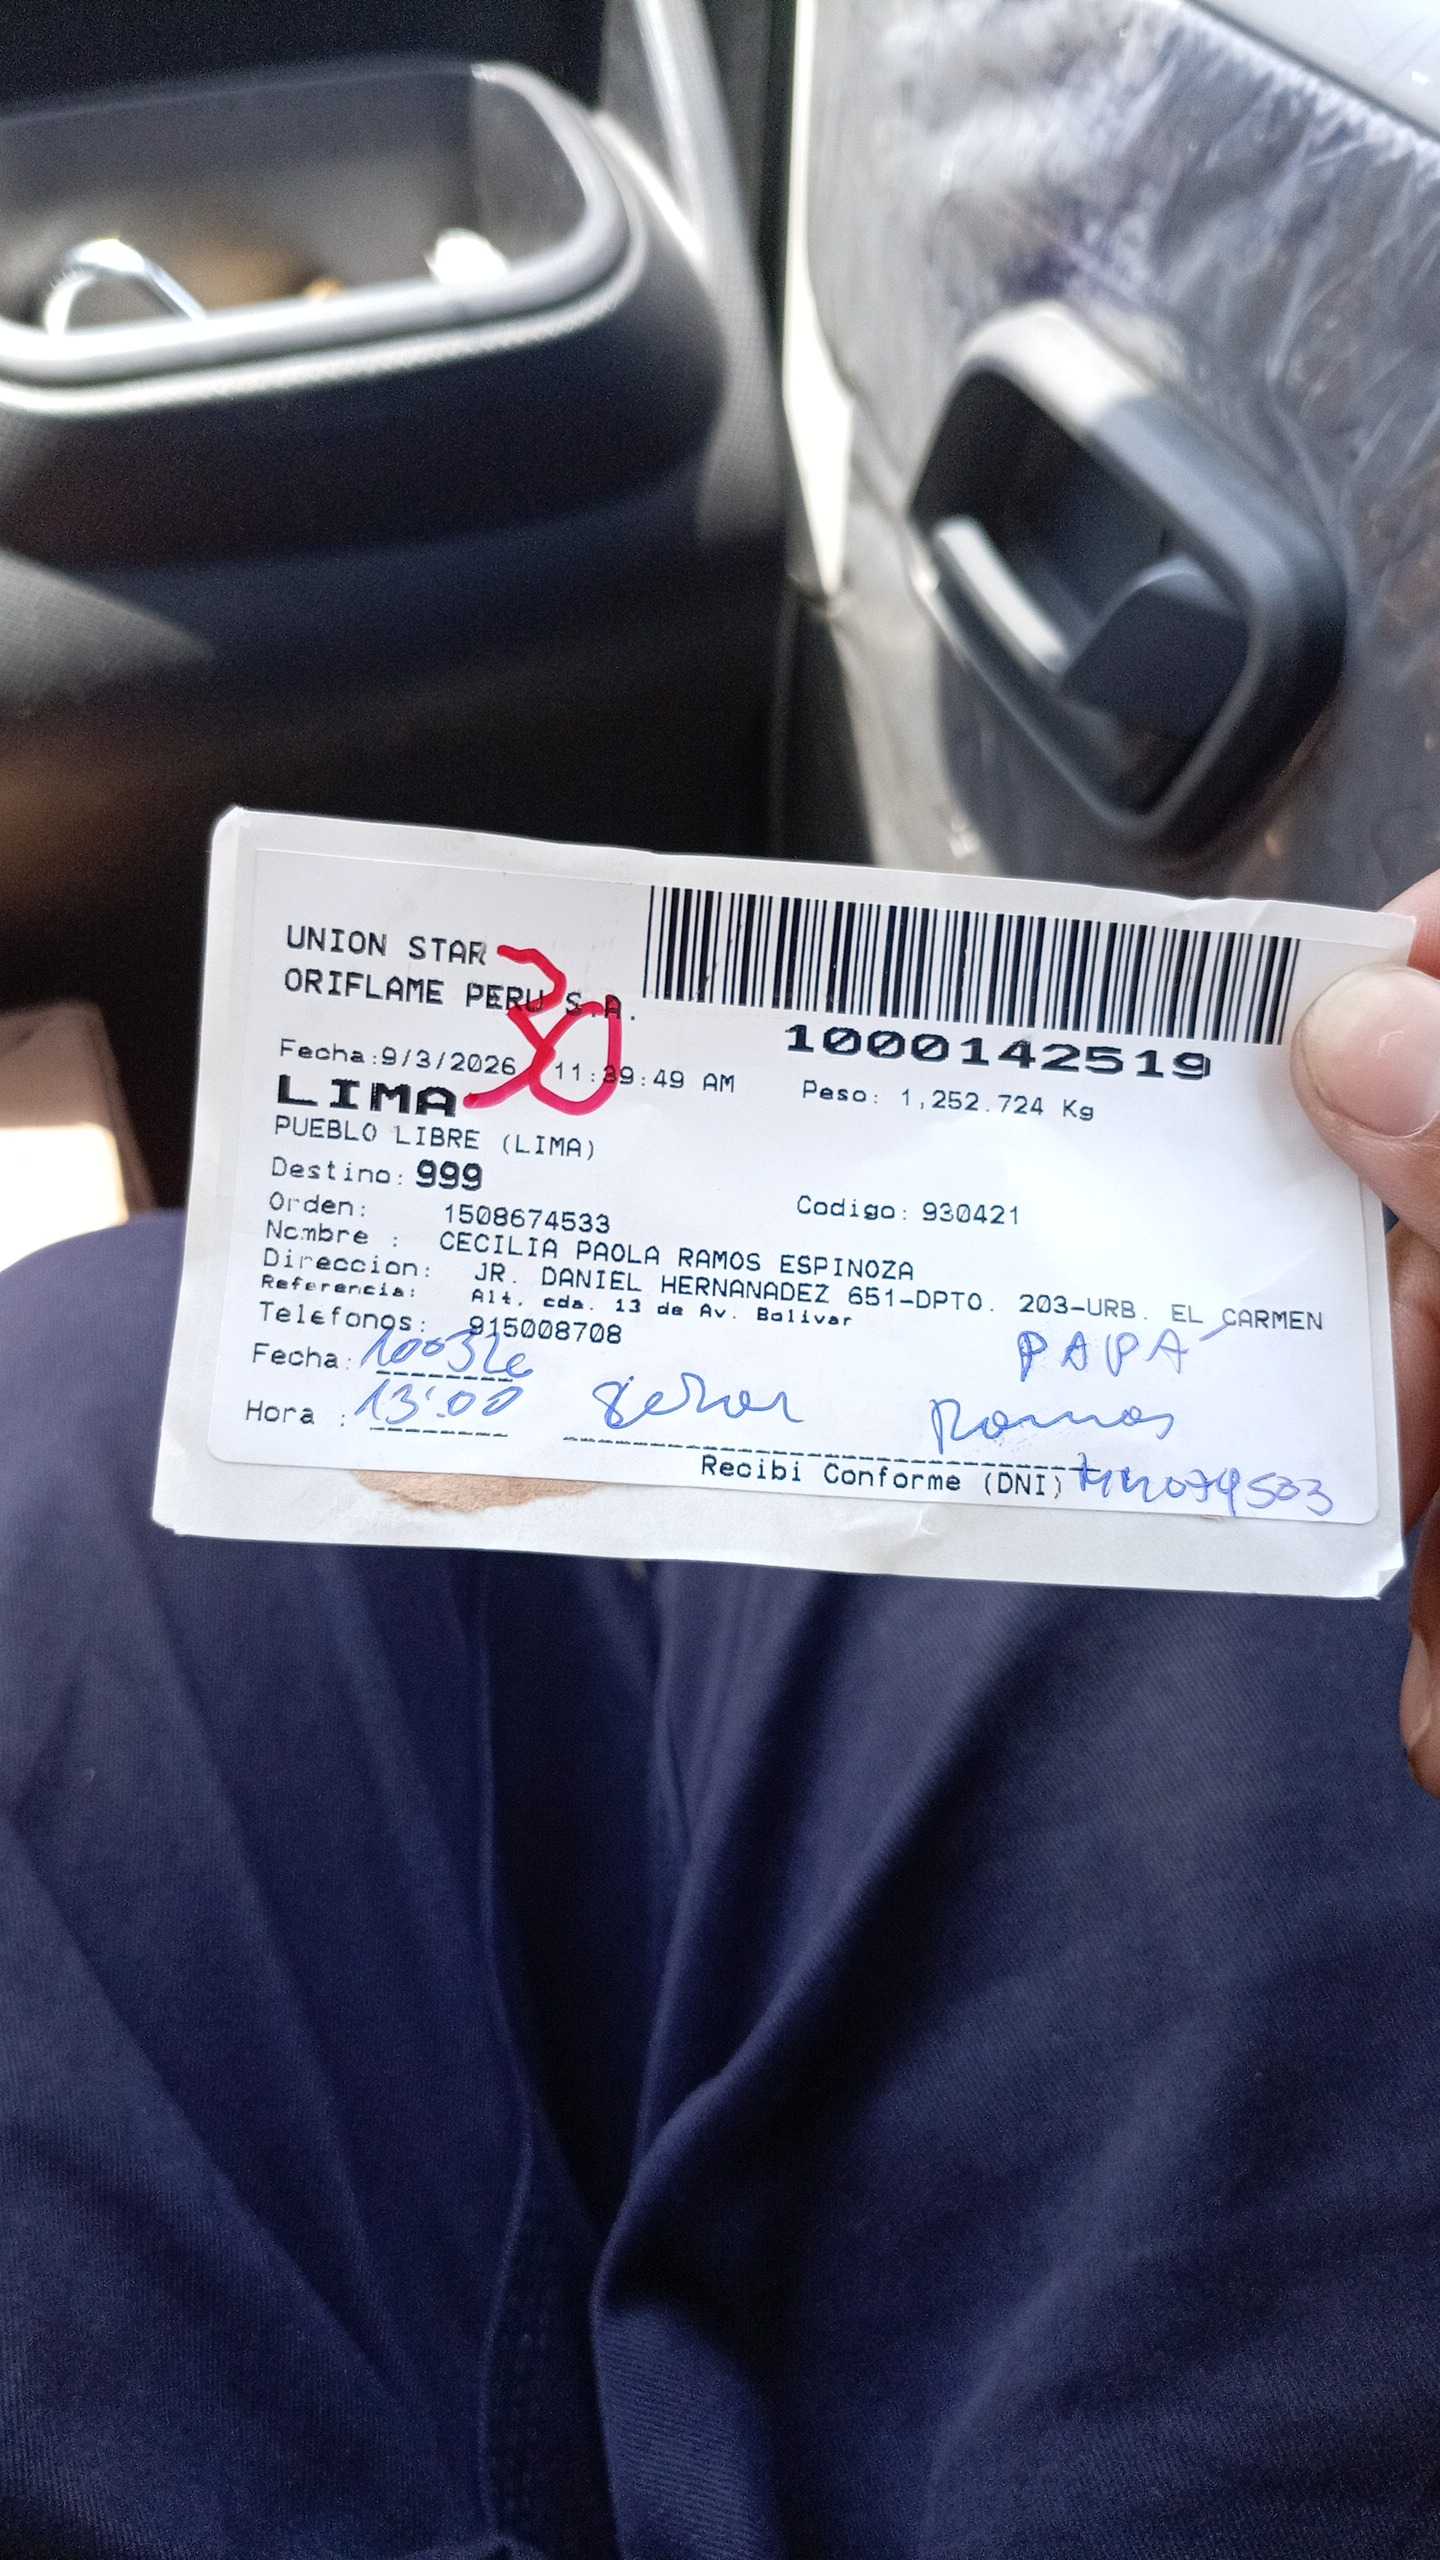 UNION STAR
ORIFLAME PERU S.A.
30
1000142519
Fecha:9/3/2026 11:39:49 AM
Peso: 1,252.724 Kg
LIMA
PUEBLO LIBRE (LIMA)
Destino: 999
Codigo: 930421
Orden: 1508674533
Nombre : CECILIA PAOLA RAMOS ESPINOZA
Direccion: JR. DANIEL HERNANADEZ 651-DPTO. 203-URB. EL CARMEN
Referencia: Alt. cda. 13 de Av. Bolivar
Telefonos: 915008708
PAPA
Fecha: 100326
Hora : 13:00 Señor Ramos
Recibi Conforme (DNI)